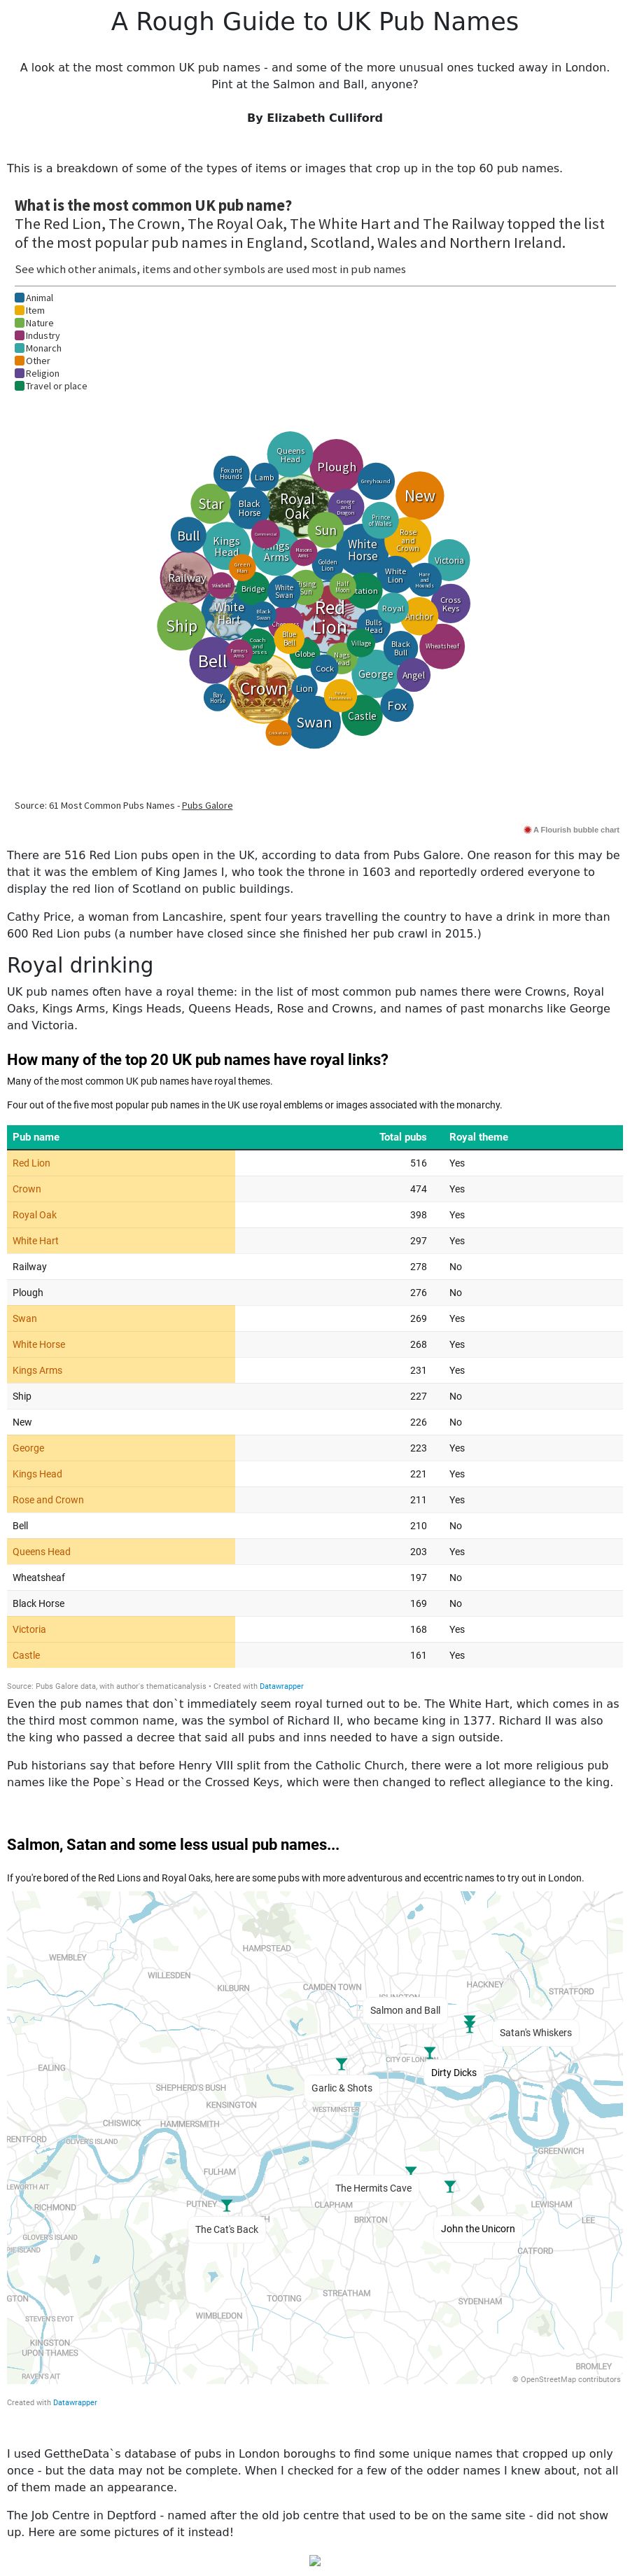 A Rough Guide to UK Pub Names
A look at the most common UK pub names - and some of the more unusual ones tucked away in London.
Pint at the Salmon and Ball, anyone?
By Elizabeth Culliford
This is a breakdown of some of the types of items or images that crop up in the top 60 pub names.
What is the most common UK pub name?
The Red Lion, The Crown, The Royal Oak, The White Hart and The Railway topped the list
of the most popular pub names in England, Scotland, Wales and Northern Ireland.
See which other animals, items and other symbols are used most in pub names
Animal
Item
Nature
Industry
Monarch
Other
Religion
Travel or place
Queens
Head
Plough
Fox and
Hounds
Lamb
Greyhound
New
Star
Black
Horse
Royal
Oak
George
and
Dragon
Prince
of Wales
Sun
Rose
and
Crown
Bull
Kings
Head
Kings
Arms
Masons
Arms
White
Horse
Victoria
Railway
Green
Man
Golden
Lion
White
Lion
Hare
and
Hounds
Windmill
Bridge
White
Swan
Rising
Sun
Half
Moon
Station
Cross
Keys
White
Hart
Black
Swan
Red
Lion
Royal
Anchor
Ship
Bulls
Head
Coach
and
Horses
Blue
Bell
Village
Black
Bull
Wheatsheaf
Bell
Farmers
Arms
Globe
Nags
Head
Cock
George
Angel
Crown
Lion
Bay
Horse
Swan
Castle
Fox
Source: 61 Most Common Pubs Names - Pubs Galore
A Flourish bubble chart
There are 516 Red Lion pubs open in the UK, according to data from Pubs Galore. One reason for this may be
that it was the emblem of King James I, who took the throne in 1603 and reportedly ordered everyone to
display the red lion of Scotland on public buildings.
Cathy Price, a woman from Lancashire, spent four years travelling the country to have a drink in more than
600 Red Lion pubs (a number have closed since she finished her pub crawl in 2015.)
Royal drinking
UK pub names often have a royal theme: in the list of most common pub names there were Crowns, Royal
Oaks, Kings Arms, Kings Heads, Queens Heads, Rose and Crowns, and names of past monarchs like George
and Victoria.
How many of the top 20 UK pub names have royal links?
Many of the most common UK pub names have royal themes.
Four out of the five most popular pub names in the UK use royal emblems or images associated with the monarchy.
Pub name Total pubs Royal theme
Red Lion 516 Yes
Crown 474 Yes
Royal Oak 398 Yes
White Hart 297 Yes
Railway 278 No
Plough 276 No
Swan 269 Yes
White Horse 268 Yes
Kings Arms 231 Yes
Ship 227 No
New 226 No
George 223 Yes
Kings Head 221 Yes
Rose and Crown 211 Yes
Bell 210 No
Queens Head 203 Yes
Wheatsheaf 197 No
Black Horse 169 No
Victoria 168 Yes
Castle 161 Yes
Source: Pubs Galore data, with author's thematicanalysis • Created with Datawrapper
Even the pub names that don`t immediately seem royal turned out to be. The White Hart, which comes in as
the third most common name, was the symbol of Richard II, who became king in 1377. Richard II was also
the king who passed a decree that said all pubs and inns needed to have a sign outside.
Pub historians say that before Henry VIII split from the Catholic Church, there were a lot more religious pub
names like the Pope`s Head or the Crossed Keys, which were then changed to reflect allegiance to the king.
Salmon, Satan and some less usual pub names...
If you're bored of the Red Lions and Royal Oaks, here are some pubs with more adventurous and eccentric names to try out in London.
HAMPSTEAD
WEMBLEY
WILLESDEN
KILBURN
CAMDEN TOWN
HACKNEY
STRATFORD
ISLINGTON
Salmon and Ball
Satan's Whiskers
CITY OF LONDON
EALING
Dirty Dicks
SHEPHERD'S BUSH
Garlic & Shots
KENSINGTON
WESTMINSTER
CHISWICK
HAMMERSMITH
BRENTFORD
OLIVER'S ISLAND
GREENWICH
FULHAM
ISLEWORTH AIT
The Hermits Cave
RICHMOND
PUTNEY
CLAPHAM
LEWISHAM
BRIXTON
LEE
The Cat's Back
John the Unicorn
GLOVER'S ISLAND
CATFORD
TOOTING
STREATHAM
SYDENHAM
WIMBLEDON
STEVEN'S EYOT
KINGSTON
UPON THAMES
BROMLEY
RAVEN'S AIT
© OpenStreetMap contributors
Created with Datawrapper
I used GettheData`s database of pubs in London boroughs to find some unique names that cropped up only
once - but the data may not be complete. When I checked for a few of the odder names I knew about, not all
of them made an appearance.
The Job Centre in Deptford - named after the old job centre that used to be on the same site - did not show
up. Here are some pictures of it instead!